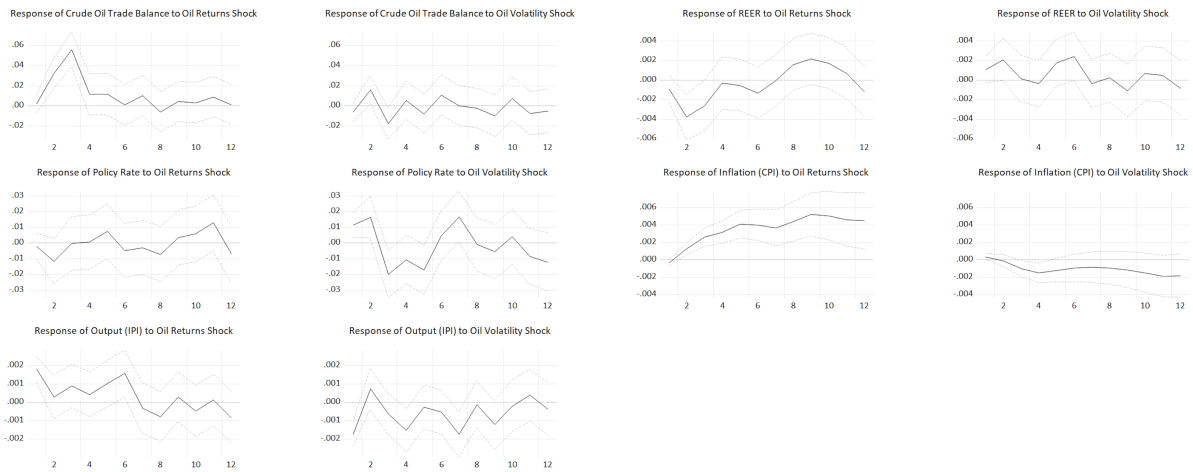 Response of Crude Oil Trade Balance to Oil Returns Shock
.06
.04
.02
.00
-.02
2 4 6 8 10 12
Response of Crude Oil Trade Balance to Oil Volatility Shock
.06
.04
.02
.00
-.02
2 4 6 8 10 12
Response of REER to Oil Returns Shock
.004
.002
.000
-.002
-.004
-.006
2 4 6 8 10 12
Response of REER to Oil Volatility Shock
.004
.002
.000
-.002
-.004
-.006
2 4 6 8 10 12
Response of Policy Rate to Oil Returns Shock
.03
.02
.01
.00
-.01
-.02
-.03
2 4 6 8 10 12
Response of Policy Rate to Oil Volatility Shock
.03
.02
.01
.00
-.01
-.02
-.03
2 4 6 8 10 12
Response of Inflation (CPI) to Oil Returns Shock
.006
.004
.002
.000
-.002
-.004
2 4 6 8 10 12
Response of Inflation (CPI) to Oil Volatility Shock
.006
.004
.002
.000
-.002
-.004
2 4 6 8 10 12
Response of Output (IPI) to Oil Returns Shock
.002
.001
.000
-.001
-.002
2 4 6 8 10 12
Response of Output (IPI) to Oil Volatility Shock
.002
.001
.000
-.001
-.002
2 4 6 8 10 12